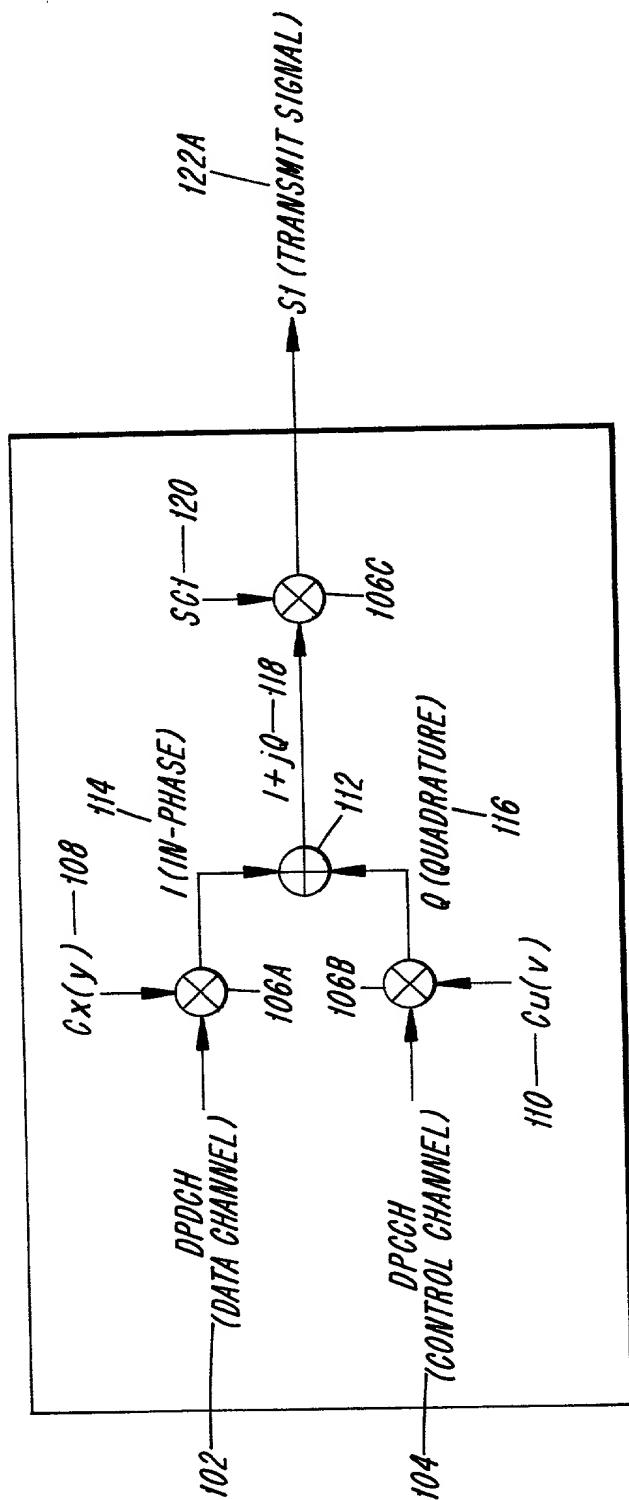 122A
S1 (TRANSMIT SIGNAL)
SC1 — 120
106C
Cx(y) — 108
114
I (IN-PHASE)
I + jQ — 118
112
106A
106B
Q (QUADRATURE)
116
110 — Cu(v)
DPDCH
(DATA CHANNEL)
102
DPCCH
(CONTROL CHANNEL)
104